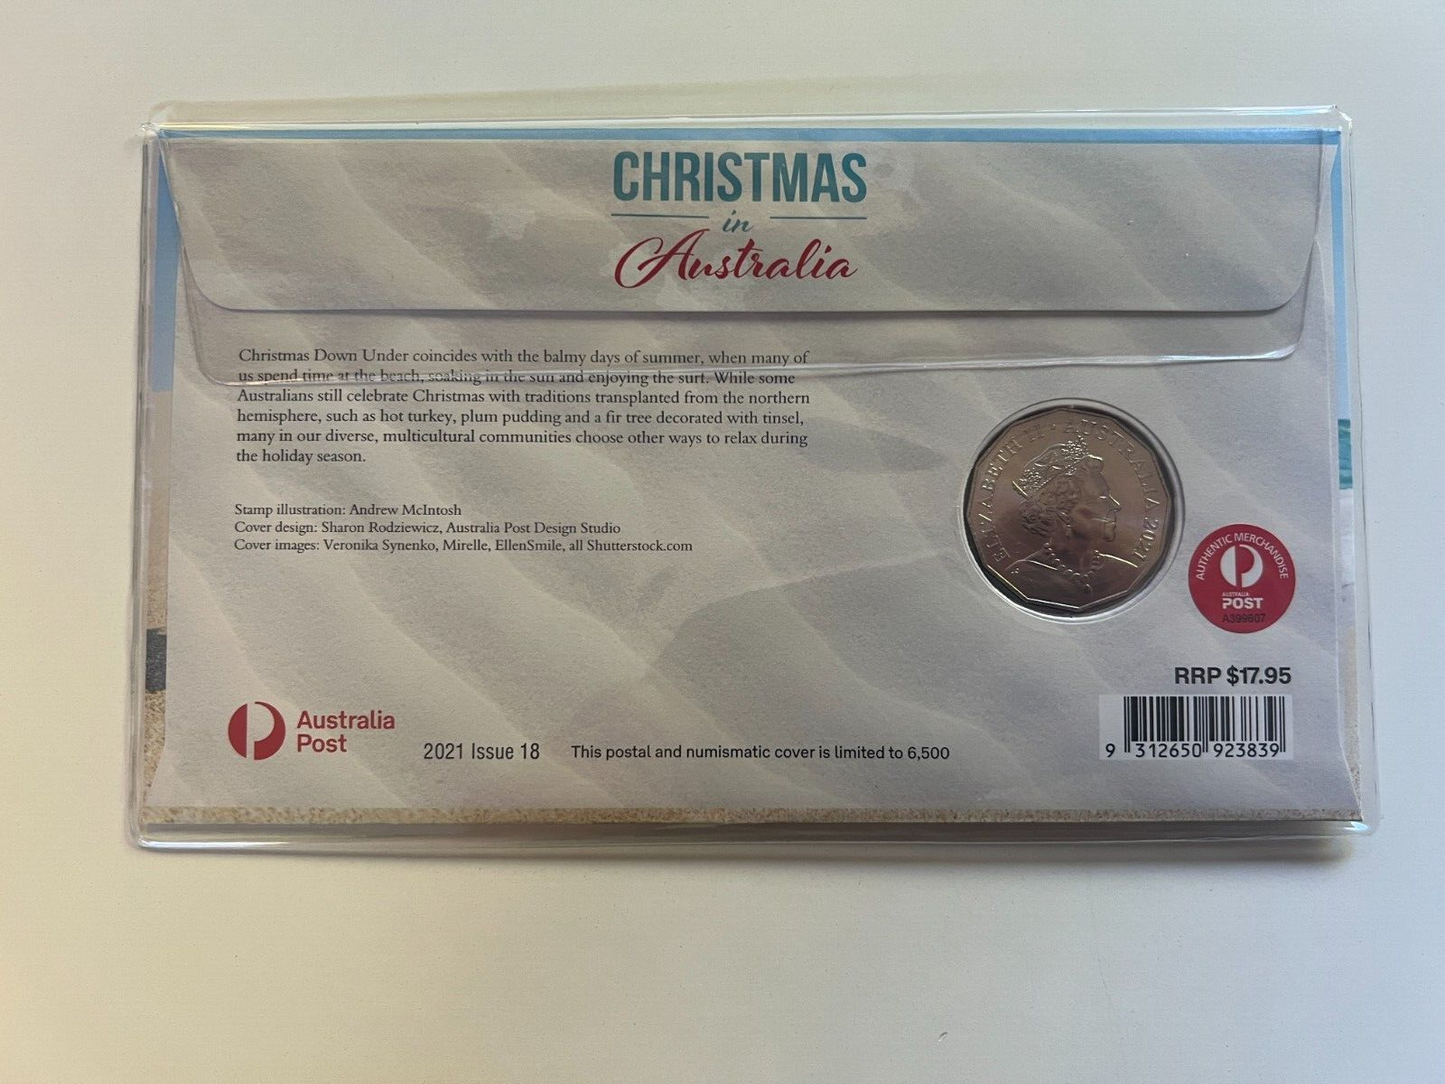 CHRISTMAS
in
Australia
Christmas Down Under coincides with the balmy days of summer, when many of
us spend time at the beach, soaking in the sun and enjoying the surf. While some
Australians still celebrate Christmas with traditions transplanted from the northern
hemisphere, such as hot turkey, plum pudding and a fir tree decorated with tinsel,
many in our diverse, multicultural communities choose other ways to relax during
the holiday season.
Stamp illustration: Andrew McIntosh
Cover design: Sharon Rodziewicz, Australia Post Design Studio
Cover images: Veronika Synenko, Mirelle, EllenSmile, all Shutterstock.com
ELIZABETH II · AUSTRALIA 2021
AUTHENTIC MERCHANDISE
AUSTRALIA
POST
A399607
RRP $17.95
9 312650 923839
Australia
Post
2021 Issue 18
This postal and numismatic cover is limited to 6,500